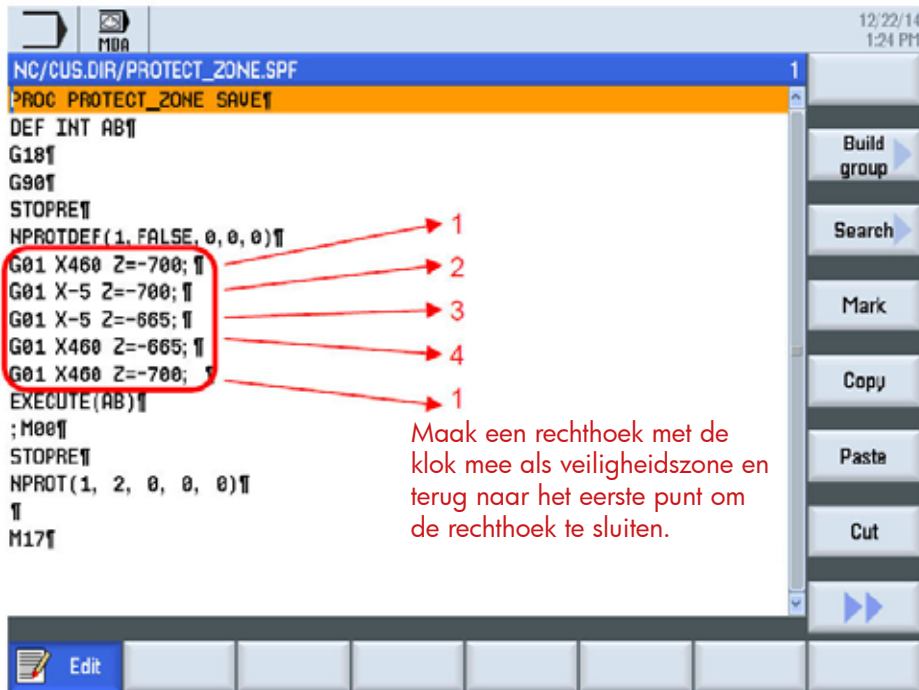 12/22/14
1:24 PM
MDA
NC/CUS.DIR/PROTECT_ZONE.SPF 1
PROC PROTECT_ZONE SAVE¶
DEF INT AB¶
G18¶
G90¶
STOPRE¶
NPROTDEF(1,FALSE,0,0,0)¶
G01 X460 Z=-700;¶
G01 X-5 Z=-700;¶
G01 X-5 Z=-665;¶
G01 X460 Z=-665;¶
G01 X460 Z=-700; ¶
EXECUTE(AB)¶
;M00¶
STOPRE¶
NPROT(1, 2, 0, 0, 0)¶
¶
M17¶
1
2
3
4
1
Maak een rechthoek met de
klok mee als veiligheidszone en
terug naar het eerste punt om
de rechthoek te sluiten.
Build
group
Search
Mark
Copy
Paste
Cut
Edit